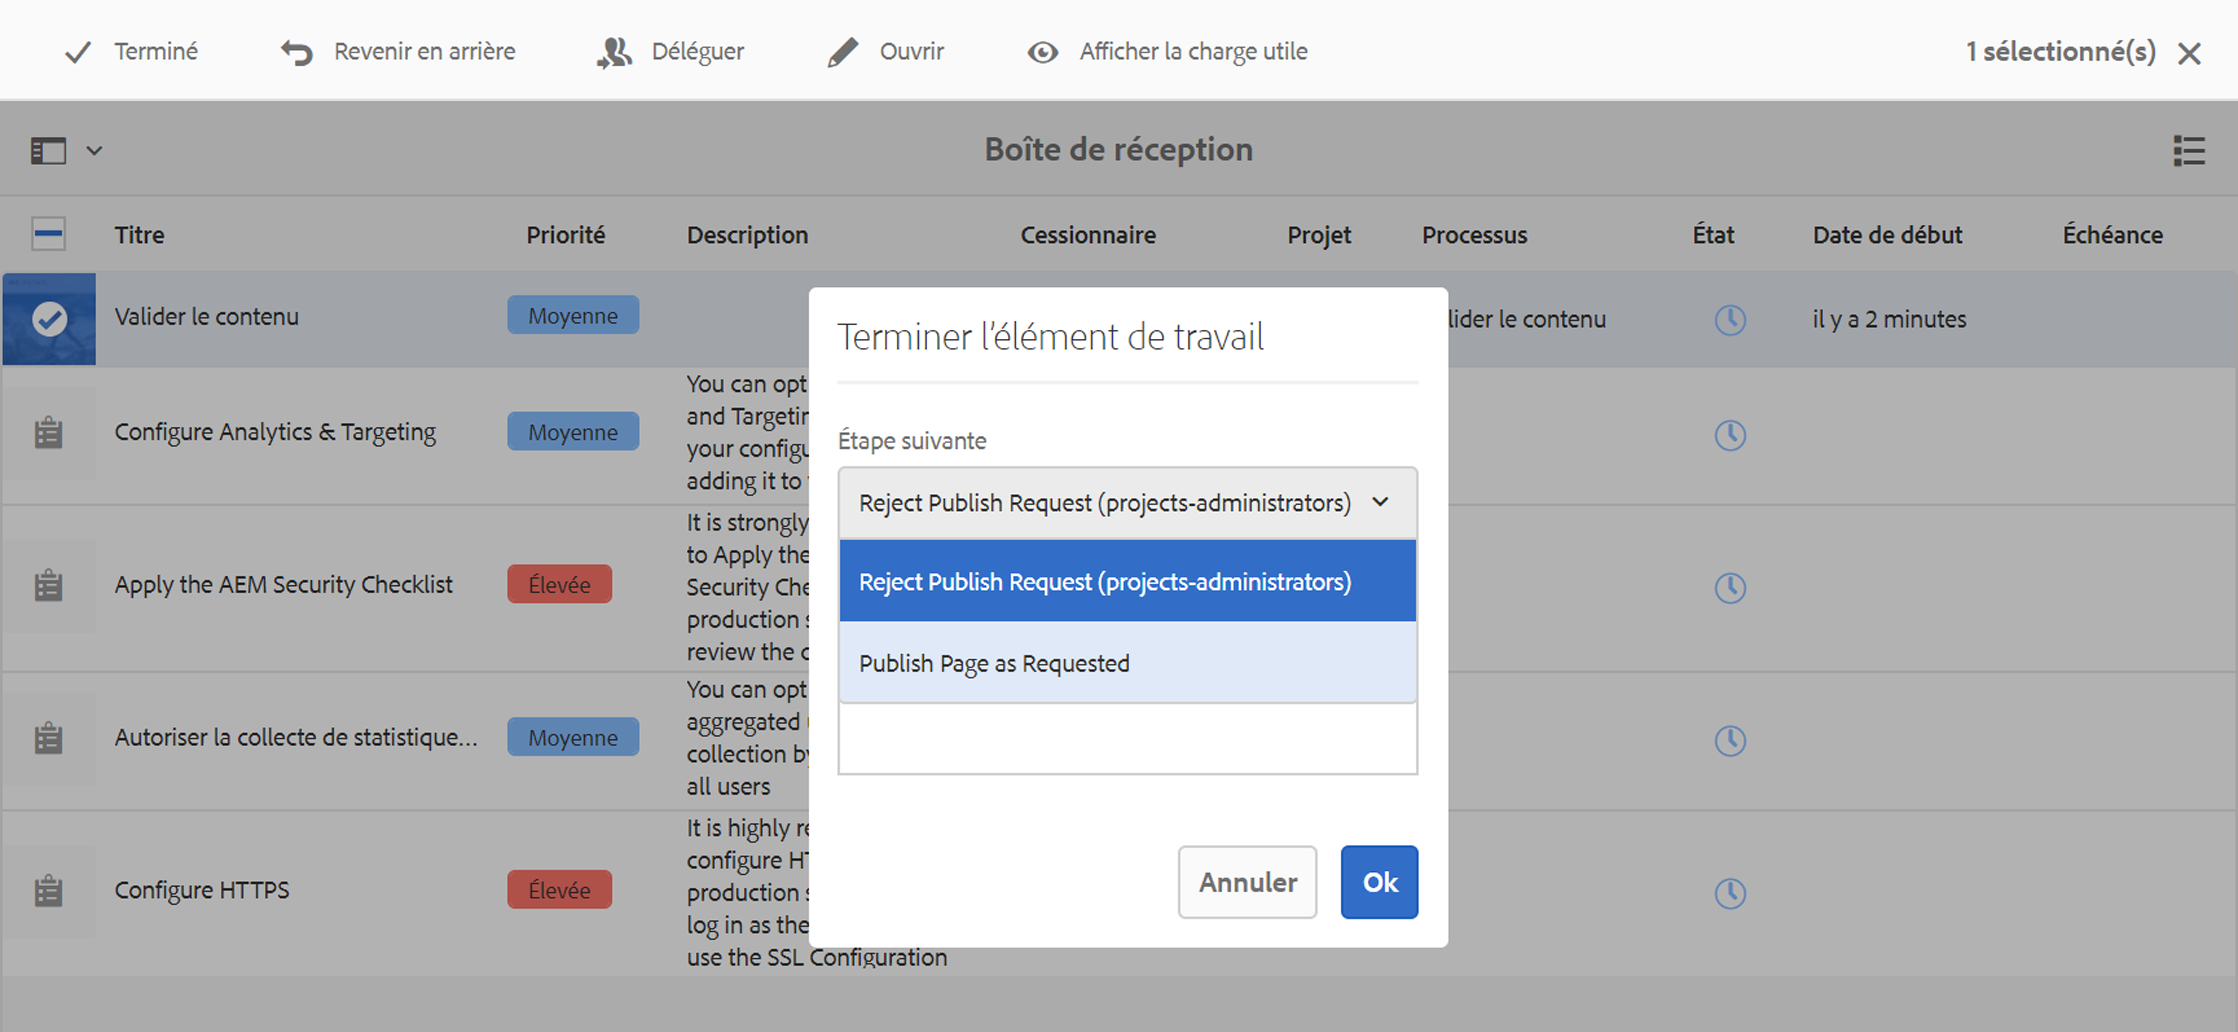 Terminé Revenir en arrière Déléguer Ouvrir Afficher la charge utile 1 sélectionné(s)
Boîte de réception
Titre Priorité Description Cessionnaire Projet Processus État Date de début Échéance
Valider le contenu Moyenne lider le contenu il y a 2 minutes
Configure Analytics & Targeting Moyenne
You can opt
and
your
adding it to
Apply the AEM Security Checklist Élevée
It is strongly
to Apply the
Security
production
review the
Autoriser la collecte de statistique... Moyenne
You can opt
aggregated
collection
all users
Configure HTTPS Élevée
It is highly
configure
production
log in as the
use the SSL Configuration
Terminer l'élément de travail
Étape suivante
Reject Publish Request (projects-administrators)
Reject Publish Request (projects-administrators)
Publish Page as Requested
Annuler Ok